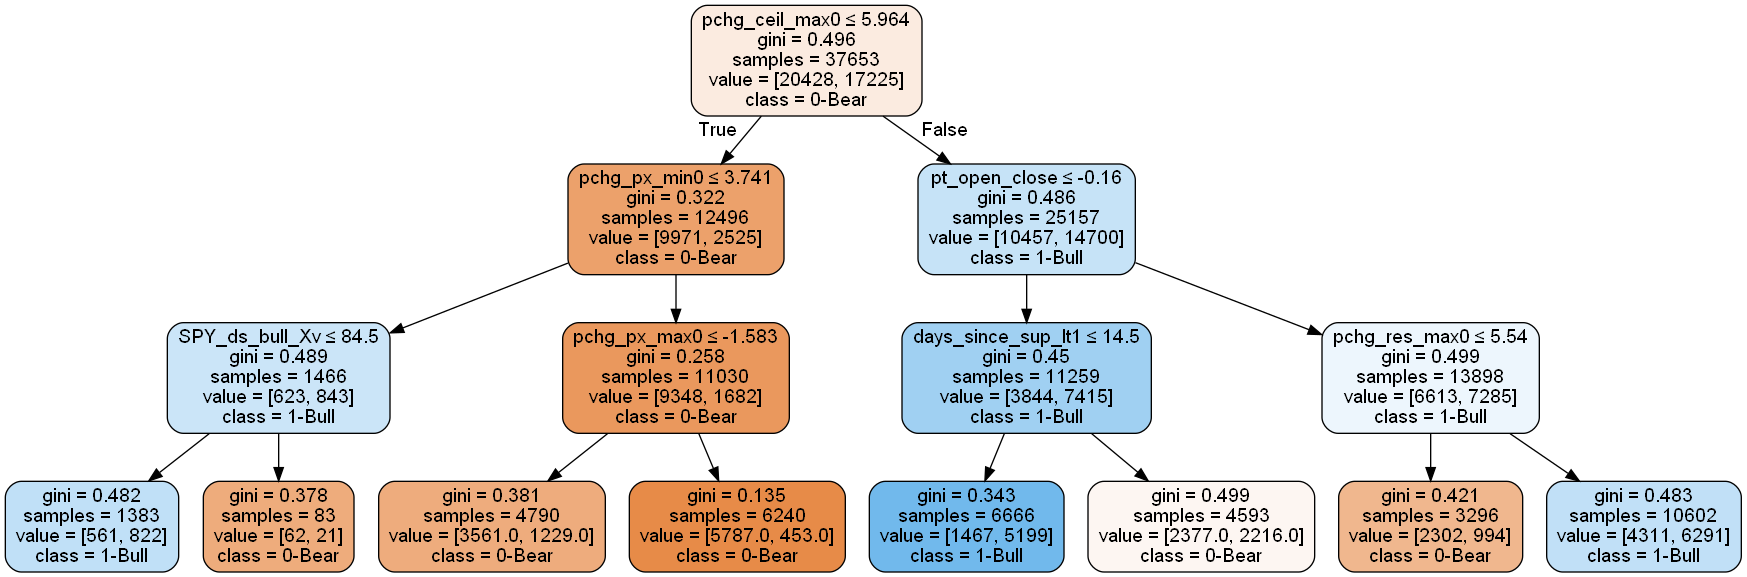 pchg_ceil_max0 ≤ 5.964
gini = 0.496
samples = 37653
value = [20428, 17225]
class = 0-Bear
True
False
pchg_px_min0 ≤ 3.741
gini = 0.322
samples = 12496
value = [9971, 2525]
class = 0-Bear
pt_open_close ≤ -0.16
gini = 0.486
samples = 25157
value = [10457, 14700]
class = 1-Bull
SPY_ds_bull_Xv ≤ 84.5
gini = 0.489
samples = 1466
value = [623, 843]
class = 1-Bull
pchg_px_max0 ≤ -1.583
gini = 0.258
samples = 11030
value = [9348, 1682]
class = 0-Bear
days_since_sup_lt1 ≤ 14.5
gini = 0.45
samples = 11259
value = [3844, 7415]
class = 1-Bull
pchg_res_max0 ≤ 5.54
gini = 0.499
samples = 13898
value = [6613, 7285]
class = 1-Bull
gini = 0.482
samples = 1383
value = [561, 822]
class = 1-Bull
gini = 0.378
samples = 83
value = [62, 21]
class = 0-Bear
gini = 0.381
samples = 4790
value = [3561.0, 1229.0]
class = 0-Bear
gini = 0.135
samples = 6240
value = [5787.0, 453.0]
class = 0-Bear
gini = 0.343
samples = 6666
value = [1467, 5199]
class = 1-Bull
gini = 0.499
samples = 4593
value = [2377.0, 2216.0]
class = 0-Bear
gini = 0.421
samples = 3296
value = [2302, 994]
class = 0-Bear
gini = 0.483
samples = 10602
value = [4311, 6291]
class = 1-Bull